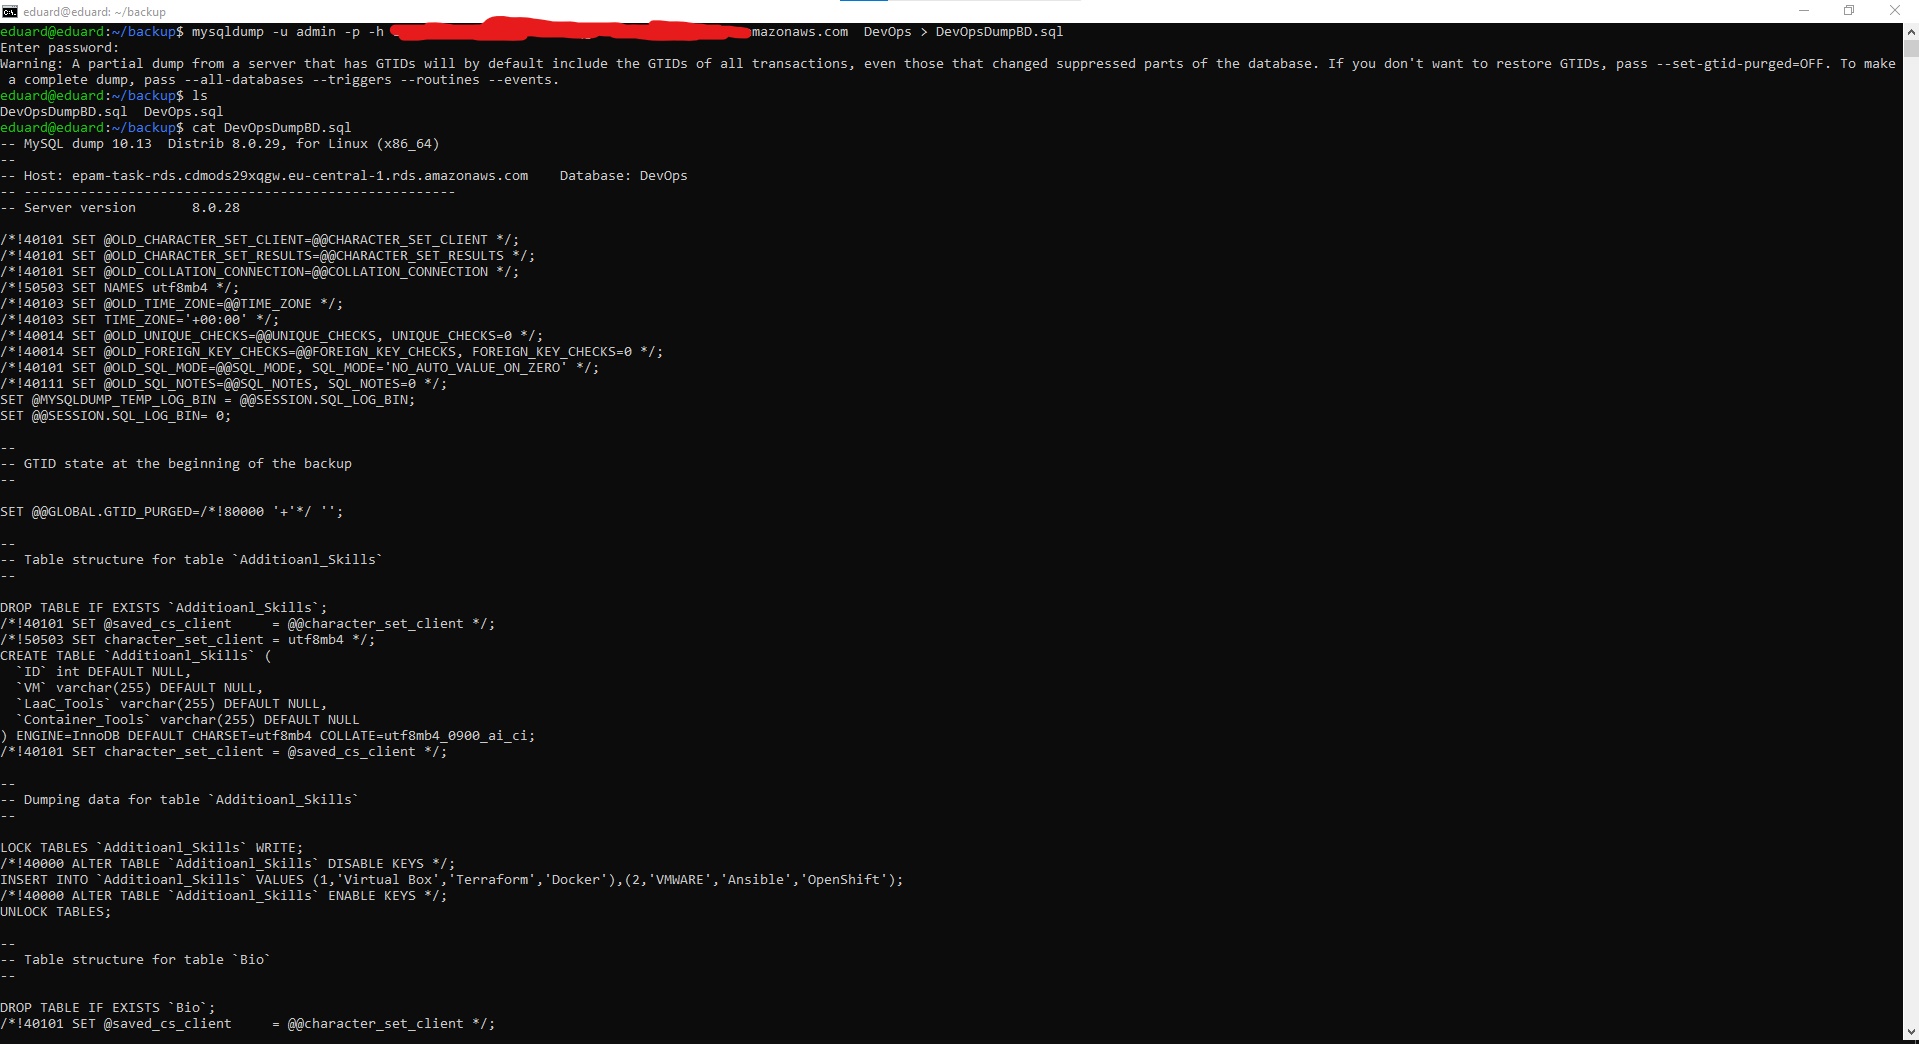 eduard@eduard: ~/backup
eduard@eduard:~/backup$ mysqldump -u admin -p -h mazonaws.com  DevOps > DevOpsDumpBD.sql
Enter password:
Warning: A partial dump from a server that has GTIDs will by default include the GTIDs of all transactions, even those that changed suppressed parts of the database. If you don't want to restore GTIDs, pass --set-gtid-purged=OFF. To make
 a complete dump, pass --all-databases --triggers --routines --events.
eduard@eduard:~/backup$ ls
DevOpsDumpBD.sql  DevOps.sql
eduard@eduard:~/backup$ cat DevOpsDumpBD.sql
-- MySQL dump 10.13  Distrib 8.0.29, for Linux (x86_64)
--
-- Host: epam-task-rds.cdmods29xqgw.eu-central-1.rds.amazonaws.com    Database: DevOps
-- ------------------------------------------------------
-- Server version       8.0.28

/*!40101 SET @OLD_CHARACTER_SET_CLIENT=@@CHARACTER_SET_CLIENT */;
/*!40101 SET @OLD_CHARACTER_SET_RESULTS=@@CHARACTER_SET_RESULTS */;
/*!40101 SET @OLD_COLLATION_CONNECTION=@@COLLATION_CONNECTION */;
/*!50503 SET NAMES utf8mb4 */;
/*!40103 SET @OLD_TIME_ZONE=@@TIME_ZONE */;
/*!40103 SET TIME_ZONE='+00:00' */;
/*!40014 SET @OLD_UNIQUE_CHECKS=@@UNIQUE_CHECKS, UNIQUE_CHECKS=0 */;
/*!40014 SET @OLD_FOREIGN_KEY_CHECKS=@@FOREIGN_KEY_CHECKS, FOREIGN_KEY_CHECKS=0 */;
/*!40101 SET @OLD_SQL_MODE=@@SQL_MODE, SQL_MODE='NO_AUTO_VALUE_ON_ZERO' */;
/*!40111 SET @OLD_SQL_NOTES=@@SQL_NOTES, SQL_NOTES=0 */;
SET @MYSQLDUMP_TEMP_LOG_BIN = @@SESSION.SQL_LOG_BIN;
SET @@SESSION.SQL_LOG_BIN= 0;

--
-- GTID state at the beginning of the backup
--

SET @@GLOBAL.GTID_PURGED=/*!80000 '+'*/ '';

--
-- Table structure for table `Additioanl_Skills`
--

DROP TABLE IF EXISTS `Additioanl_Skills`;
/*!40101 SET @saved_cs_client     = @@character_set_client */;
/*!50503 SET character_set_client = utf8mb4 */;
CREATE TABLE `Additioanl_Skills` (
  `ID` int DEFAULT NULL,
  `VM` varchar(255) DEFAULT NULL,
  `LaaC_Tools` varchar(255) DEFAULT NULL,
  `Container_Tools` varchar(255) DEFAULT NULL
) ENGINE=InnoDB DEFAULT CHARSET=utf8mb4 COLLATE=utf8mb4_0900_ai_ci;
/*!40101 SET character_set_client = @saved_cs_client */;

--
-- Dumping data for table `Additioanl_Skills`
--

LOCK TABLES `Additioanl_Skills` WRITE;
/*!40000 ALTER TABLE `Additioanl_Skills` DISABLE KEYS */;
INSERT INTO `Additioanl_Skills` VALUES (1,'Virtual Box','Terraform','Docker'),(2,'VMWARE','Ansible','OpenShift');
/*!40000 ALTER TABLE `Additioanl_Skills` ENABLE KEYS */;
UNLOCK TABLES;

--
-- Table structure for table `Bio`
--

DROP TABLE IF EXISTS `Bio`;
/*!40101 SET @saved_cs_client     = @@character_set_client */;